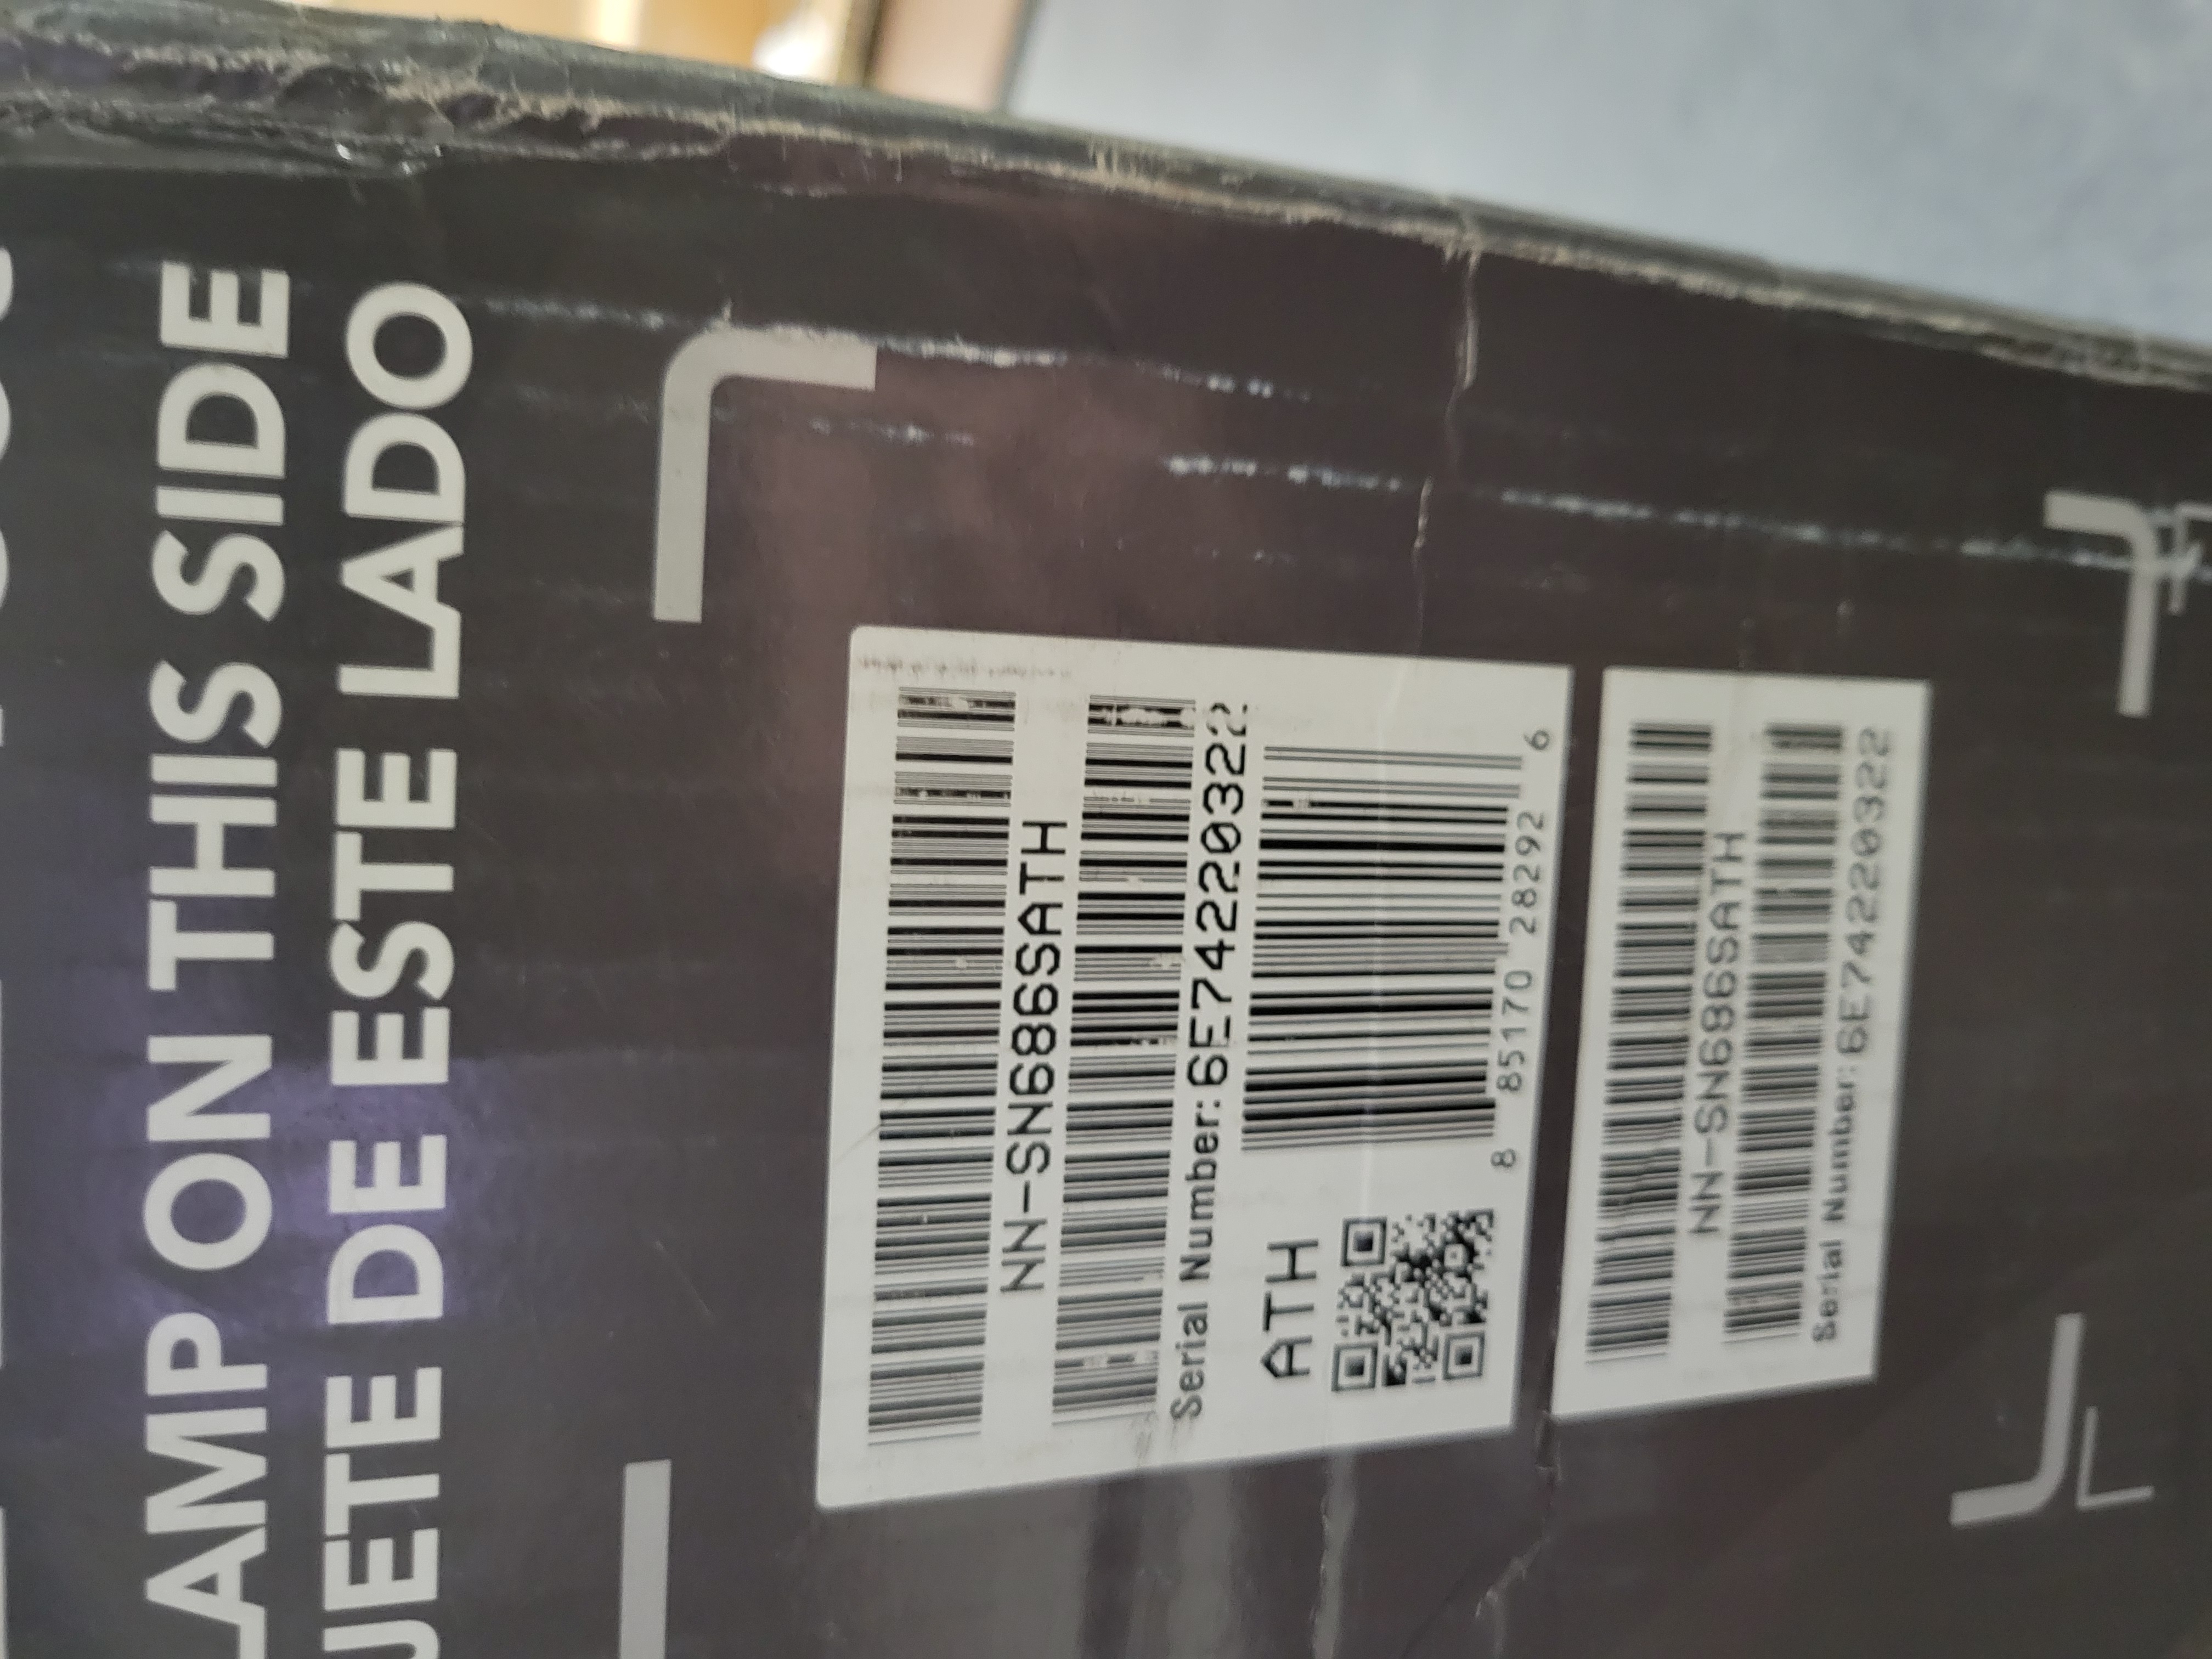 AMP ON THIS SIDE
UETE DE ESTE LADO
NN-SN686SATH
Serial Number:6E74220322
ATH
8 85170 28292 6
NN-SN686SATH
Serial Number:6E74220322